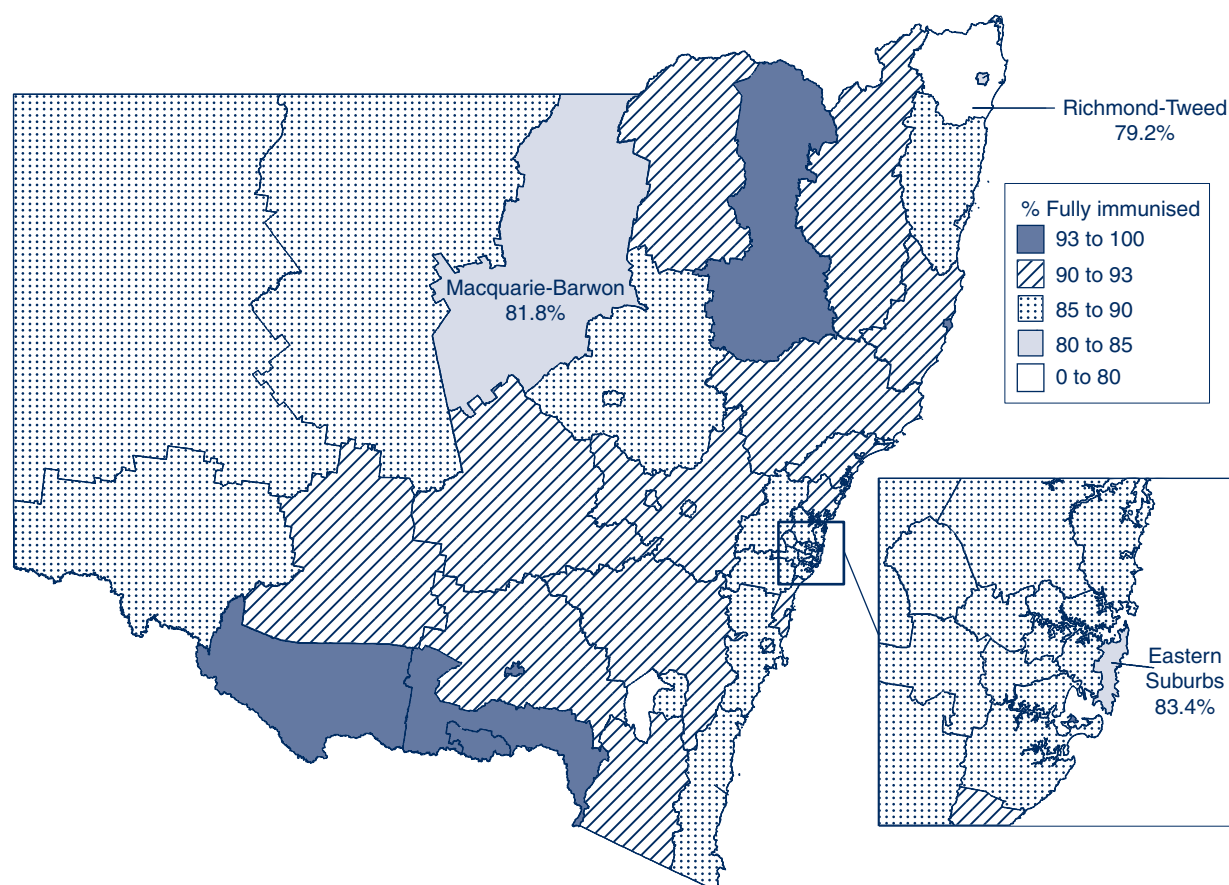 Richmond-Tweed
79.2%
% Fully immunised
93 to 100
90 to 93
85 to 90
80 to 85
0 to 80
Macquarie-Barwon
81.8%
Eastern
Suburbs
83.4%